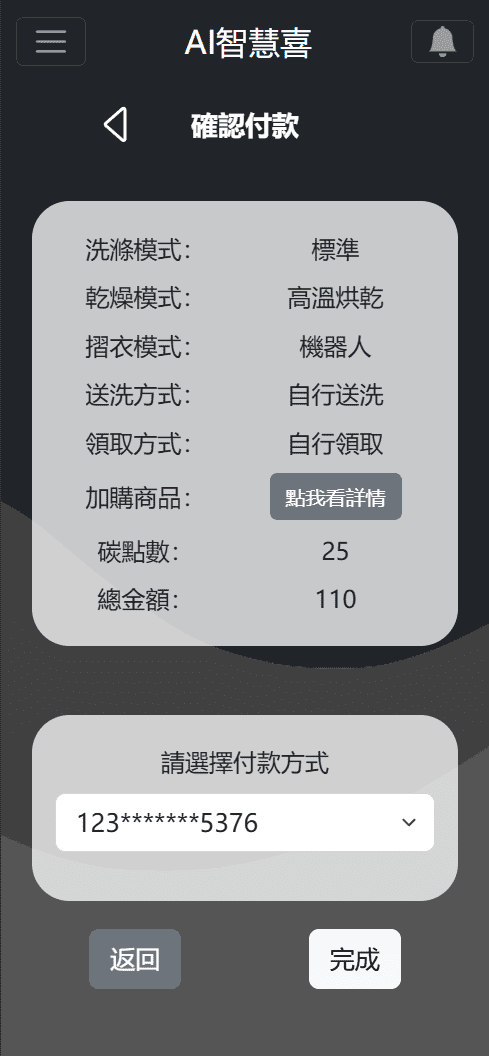 AI智慧喜
確認付款
洗滌模式: 標準
乾燥模式: 高溫烘乾
摺衣模式: 機器人
送洗方式: 自行送洗
領取方式: 自行領取
加購商品: 點我看詳情
碳點數: 25
總金額: 110
請選擇付款方式
123*******5376
返回 完成